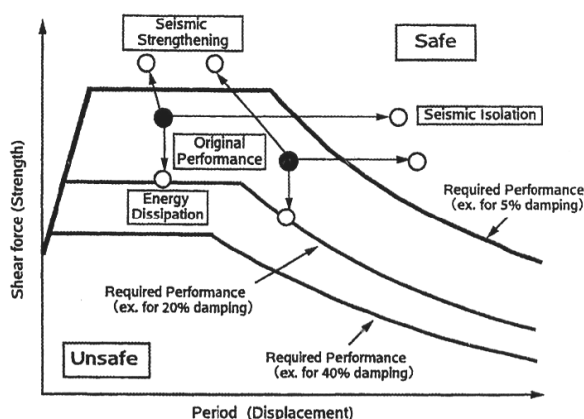 Seismic
Strengthening
Safe
Seismic Isolation
Original
Performance
Energy
Dissipation
Required Performance
(ex. for 5% damping)
Required Performance
(ex. for 20% damping)
Required Performance
(ex. for 40% damping)
Unsafe
Shear force (Strength)
Period (Displacement)